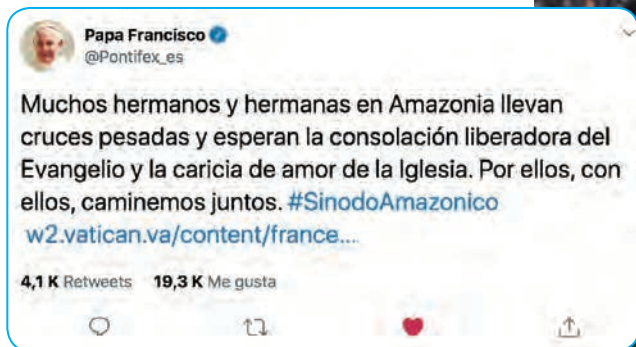 Papa Francisco
@Pontifex_es
Muchos hermanos y hermanas en Amazonia llevan
cruces pesadas y esperan la consolación liberadora del
Evangelio y la caricia de amor de la Iglesia. Por ellos, con
ellos, caminemos juntos. #SinodoAmazonico
w2.vatican.va/content/france....
4,1 K Retweets 19,3 K Me gusta